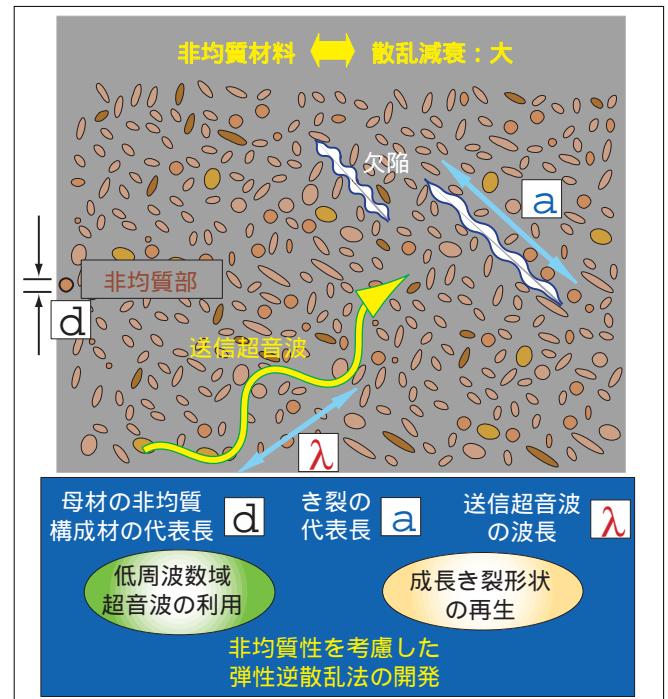 非均質材料 散乱減衰：大
欠陥
a
非均質部
d
送信超音波
λ
母材の非均質
構成材の代表長 d
き裂の
代表長 a
送信超音波
の波長 λ
低周波数域
超音波の利用
成長き裂形状
の再生
非均質性を考慮した
弾性逆散乱法の開発